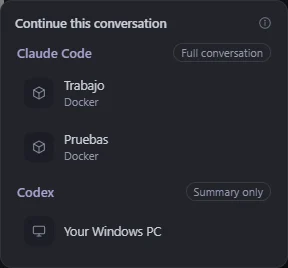 Continue this conversation
Claude Code
Full conversation
Trabajo
Docker
Pruebas
Docker
Codex
Summary only
Your Windows PC